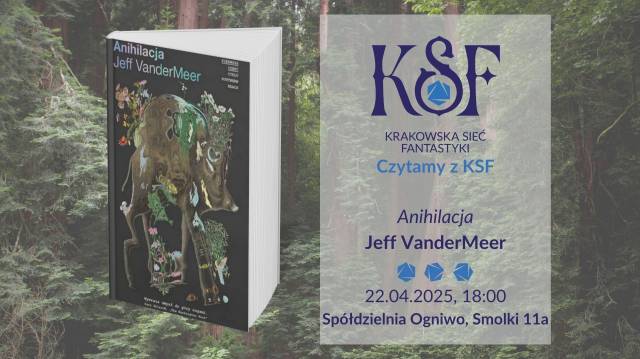 Anihilacja
Jeff VanderMeer
KSF
KRAKOWSKA SIEĆ
FANTASTYKI
Czytamy z KSF
Anihilacja
Jeff VanderMeer
22.04.2025, 18:00
Spółdzielnia Ogniwo, Smolki 11a